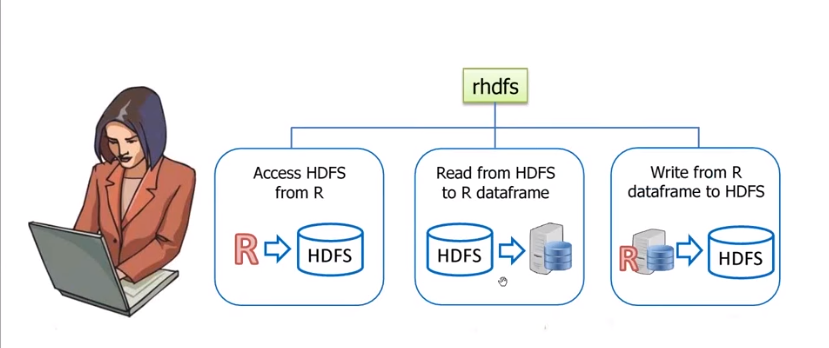 rhdfs
Access HDFS
from R
R
HDFS
Read from HDFS
to R dataframe
HDFS
Write from R
dataframe to HDFS
R
HDFS